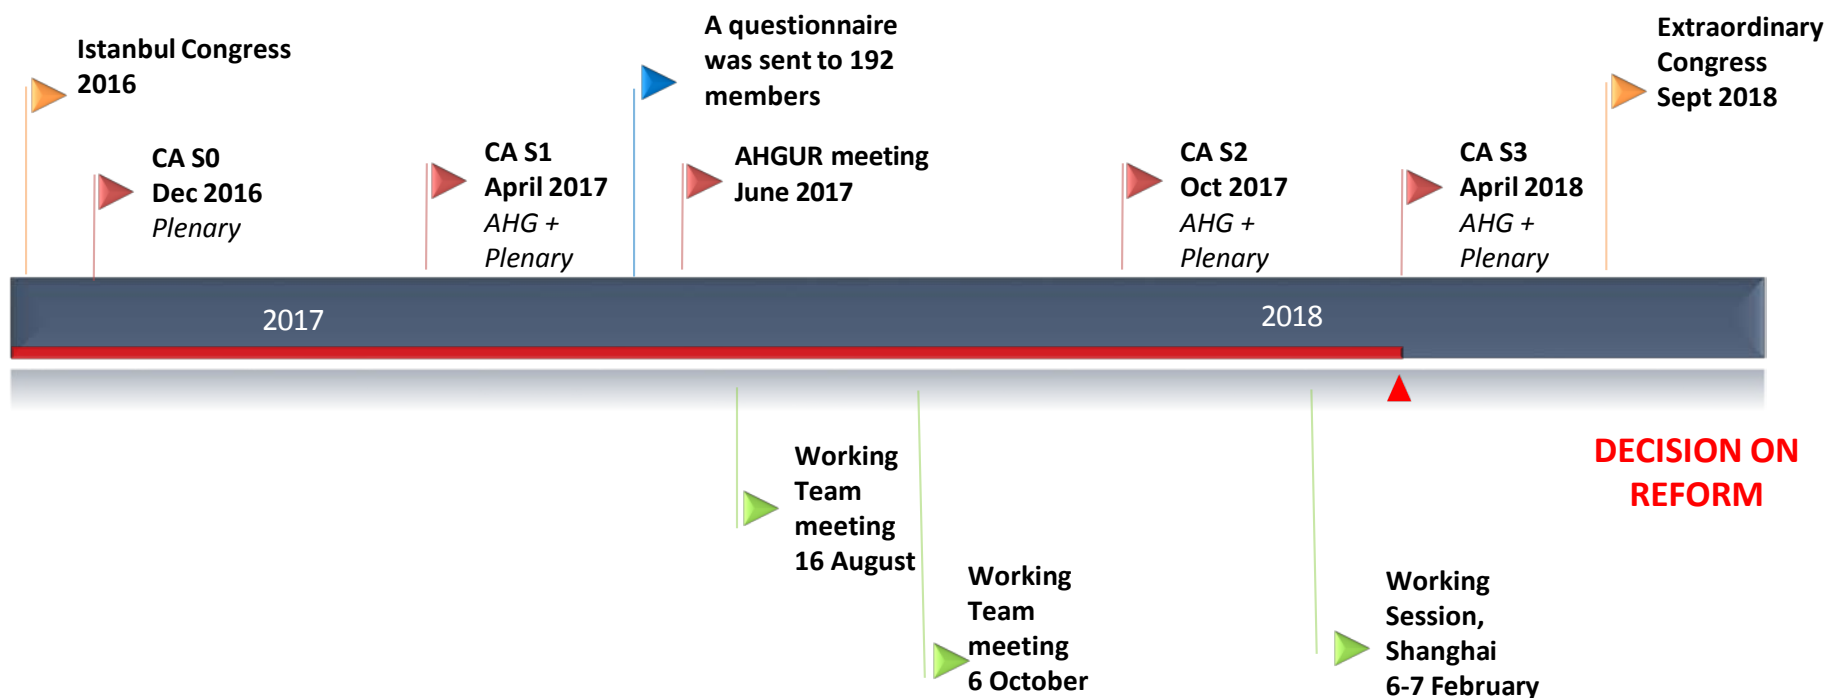 Istanbul Congress
2016
CA S0
Dec 2016
Plenary
CA S1
April 2017
AHG +
Plenary
A questionnaire
was sent to 192
members
AHGUR meeting
June 2017
CA S2
Oct 2017
AHG +
Plenary
CA S3
April 2018
AHG +
Plenary
Extraordinary
Congress
Sept 2018
2017
2018
Working
Team
meeting
16 August
Working
Team
meeting
6 October
Working
Session,
Shanghai
6-7 February
DECISION ON
REFORM